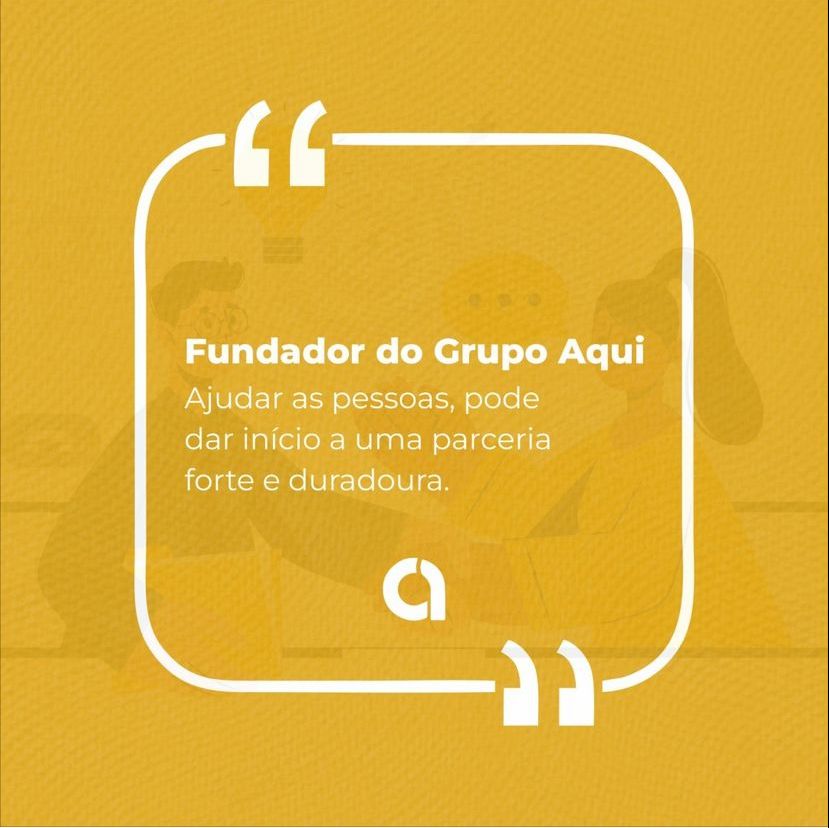 Fundador do Grupo Aqui
Ajudar as pessoas, pode
dar início a uma parceria
forte e duradoura.